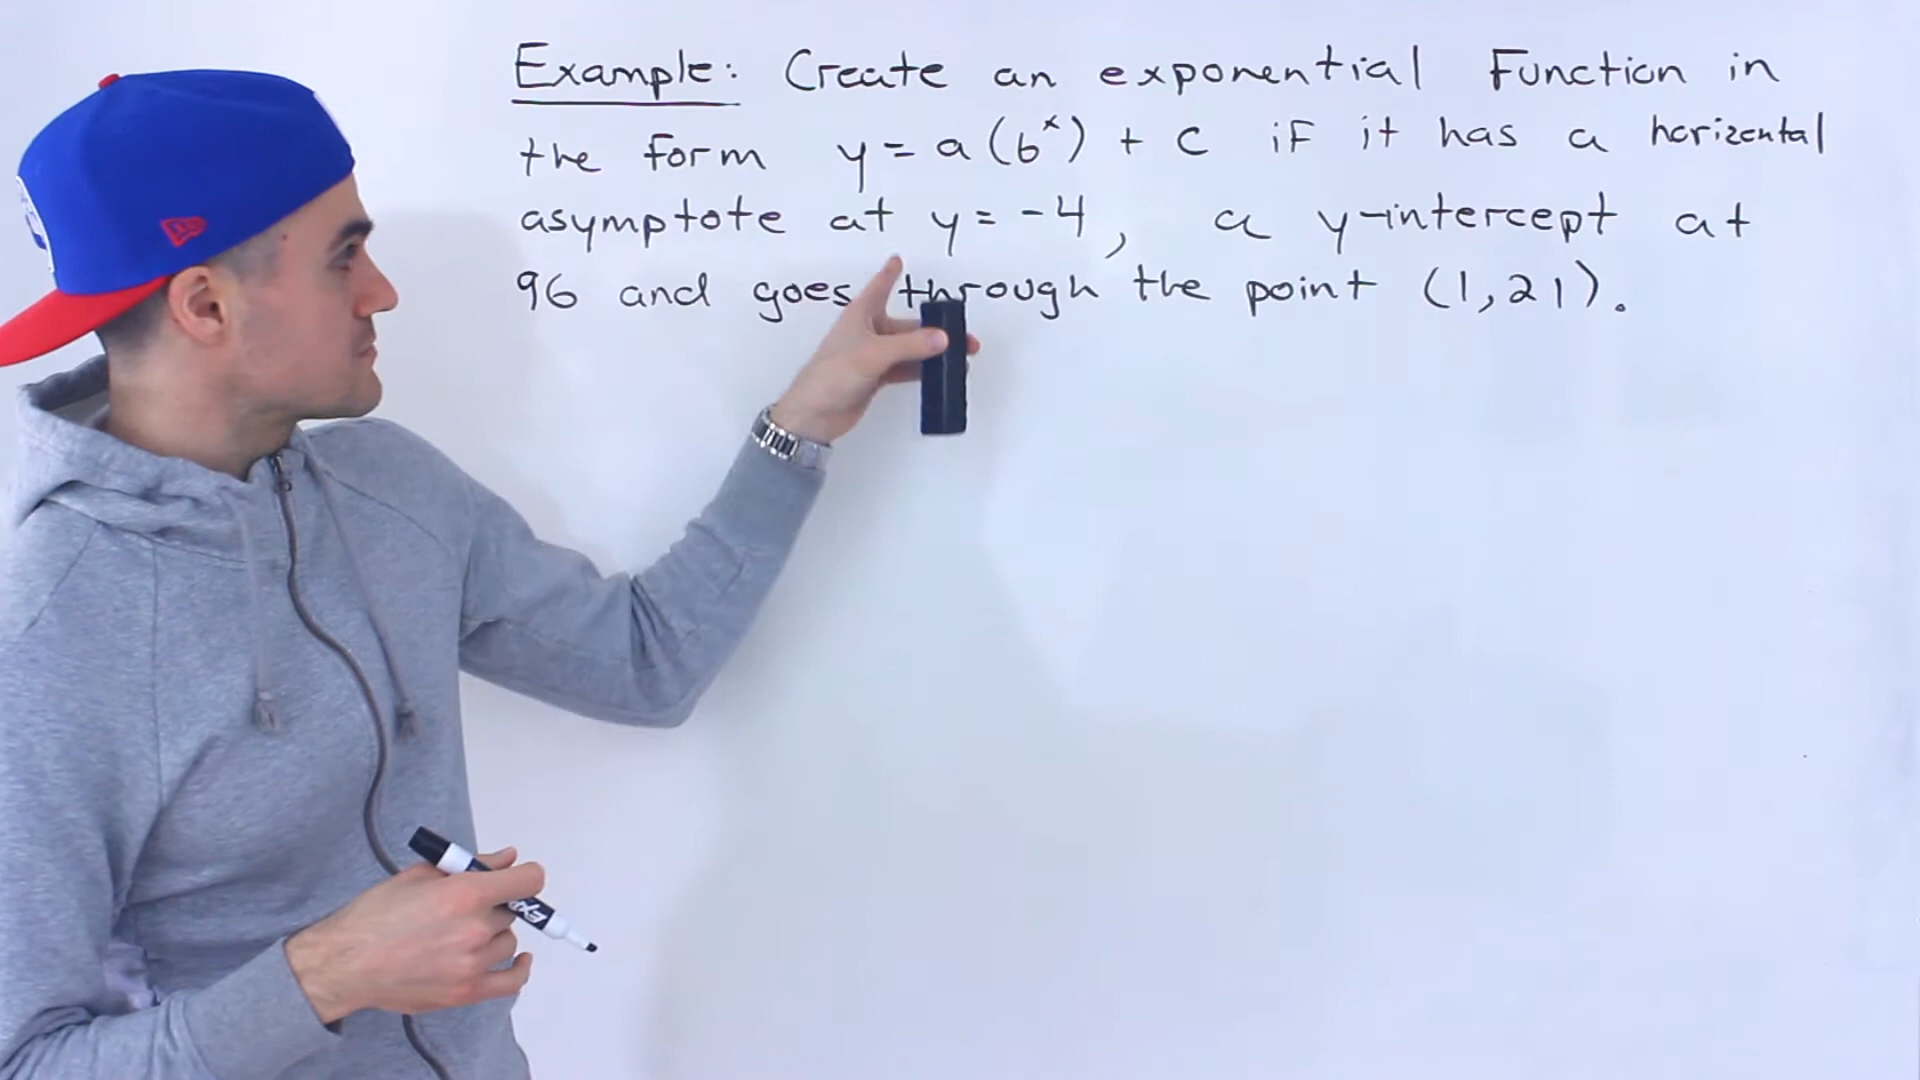 Example: Create an exponential Function in
the form y = a (b^x) + c if it has a horizontal
asymptote at y = -4, a y-intercept at
96 and goes through the point (1,21).